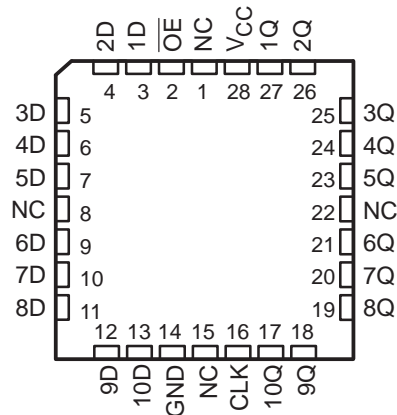 2D 1D OE NC VCC 1Q 2Q
4 3 2 1 28 27 26
3D 5 25 3Q
4D 6 24 4Q
5D 7 23 5Q
NC 8 22 NC
6D 9 21 6Q
7D 10 20 7Q
8D 11 19 8Q
12 13 14 15 16 17 18
9D 10D GND NC CLK 10Q 9Q